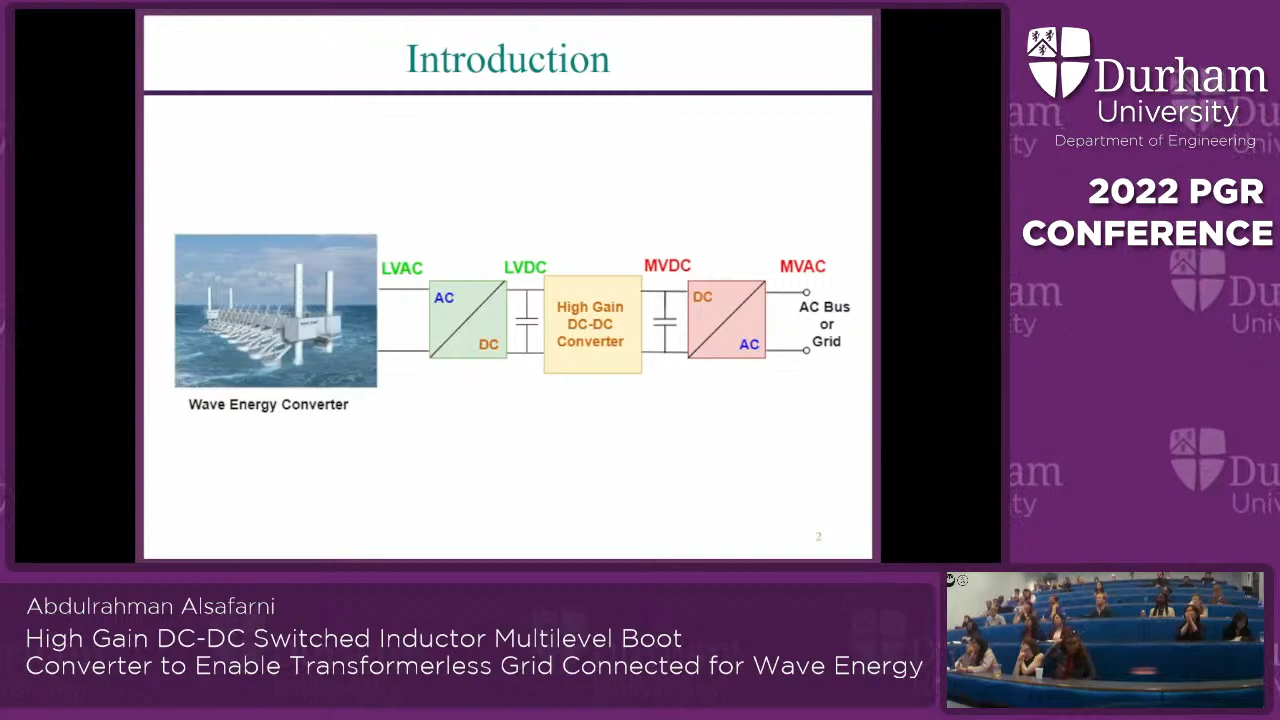 Introduction
LVAC
LVDC
MVDC
MVAC
AC
DC
High Gain
DC-DC
Converter
DC
AC
AC Bus
or
Grid
Wave Energy Converter
2
Durham
University
Department of Engineering
2022 PGR
CONFERENCE
Abdulrahman Alsafarni
High Gain DC-DC Switched Inductor Multilevel Boot
Converter to Enable Transformerless Grid Connected for Wave Energy